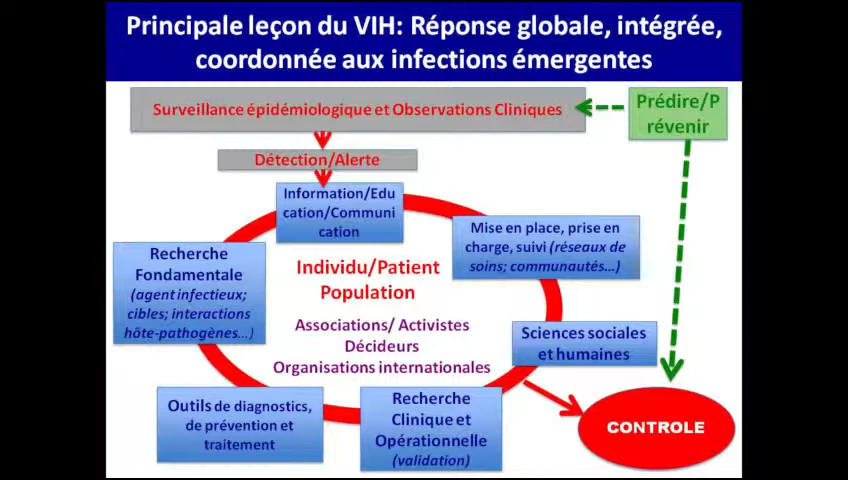 Principale leçon du VIH: Réponse globale, intégrée,
coordonnée aux infections émergentes
Surveillance épidémiologique et Observations Cliniques
Prédire/P
révenir
Détection/Alerte
Information/Edu
cation/Communi
cation
Mise en place, prise en
charge, suivi (réseaux de
soins; communautés...)
Recherche
Fondamentale
(agent infectieux;
cibles; interactions
hôte-pathogènes...)
Individu/Patient
Population
Associations/ Activistes
Décideurs
Organisations internationales
Sciences sociales
et humaines
Outils de diagnostics,
de prévention et
traitement
Recherche
Clinique et
Opérationnelle
(validation)
CONTROLE